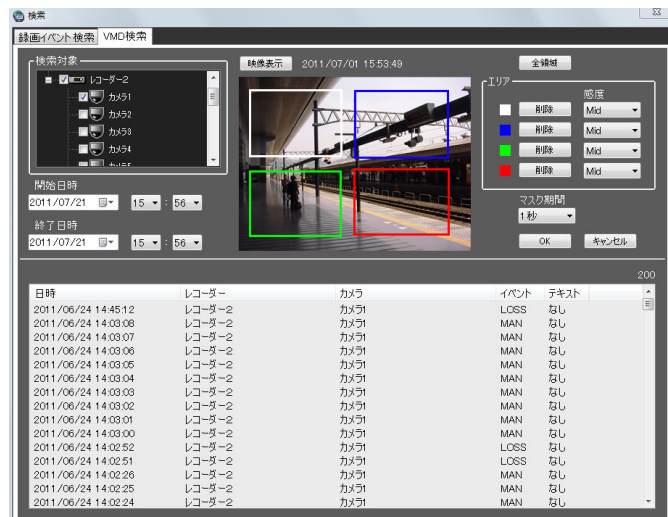 検索
録画イベント検索 VMD検索
検索対象
レコーダー2
カメラ1
カメラ2
カメラ3
カメラ4
開始日時
2011/07/21 15 : 56
終了日時
2011/07/21 15 : 56
映像表示 2011/07/01 15:53:49
全領域
エリア
感度
削除 Mid
削除 Mid
削除 Mid
削除 Mid
マスク期間
1秒
OK キャンセル
200
日時 レコーダー カメラ イベント テキスト
2011/06/24 14:45:12 レコーダー2 カメラ1 LOSS なし
2011/06/24 14:03:08 レコーダー2 カメラ1 MAN なし
2011/06/24 14:03:07 レコーダー2 カメラ1 MAN なし
2011/06/24 14:03:06 レコーダー2 カメラ1 MAN なし
2011/06/24 14:03:05 レコーダー2 カメラ1 MAN なし
2011/06/24 14:03:04 レコーダー2 カメラ1 MAN なし
2011/06/24 14:03:03 レコーダー2 カメラ1 MAN なし
2011/06/24 14:03:02 レコーダー2 カメラ1 MAN なし
2011/06/24 14:03:01 レコーダー2 カメラ1 MAN なし
2011/06/24 14:03:00 レコーダー2 カメラ1 MAN なし
2011/06/24 14:02:52 レコーダー2 カメラ1 LOSS なし
2011/06/24 14:02:51 レコーダー2 カメラ1 LOSS なし
2011/06/24 14:02:26 レコーダー2 カメラ1 MAN なし
2011/06/24 14:02:25 レコーダー2 カメラ1 MAN なし
2011/06/24 14:02:24 レコーダー2 カメラ1 MAN なし